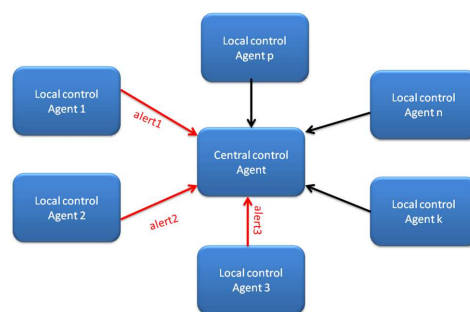 Local control
Agent p
Local control
Agent 1
Local control
Agent n
alert1
Central control
Agent
Local control
Agent 2
alert2
alert3
Local control
Agent k
Local control
Agent 3